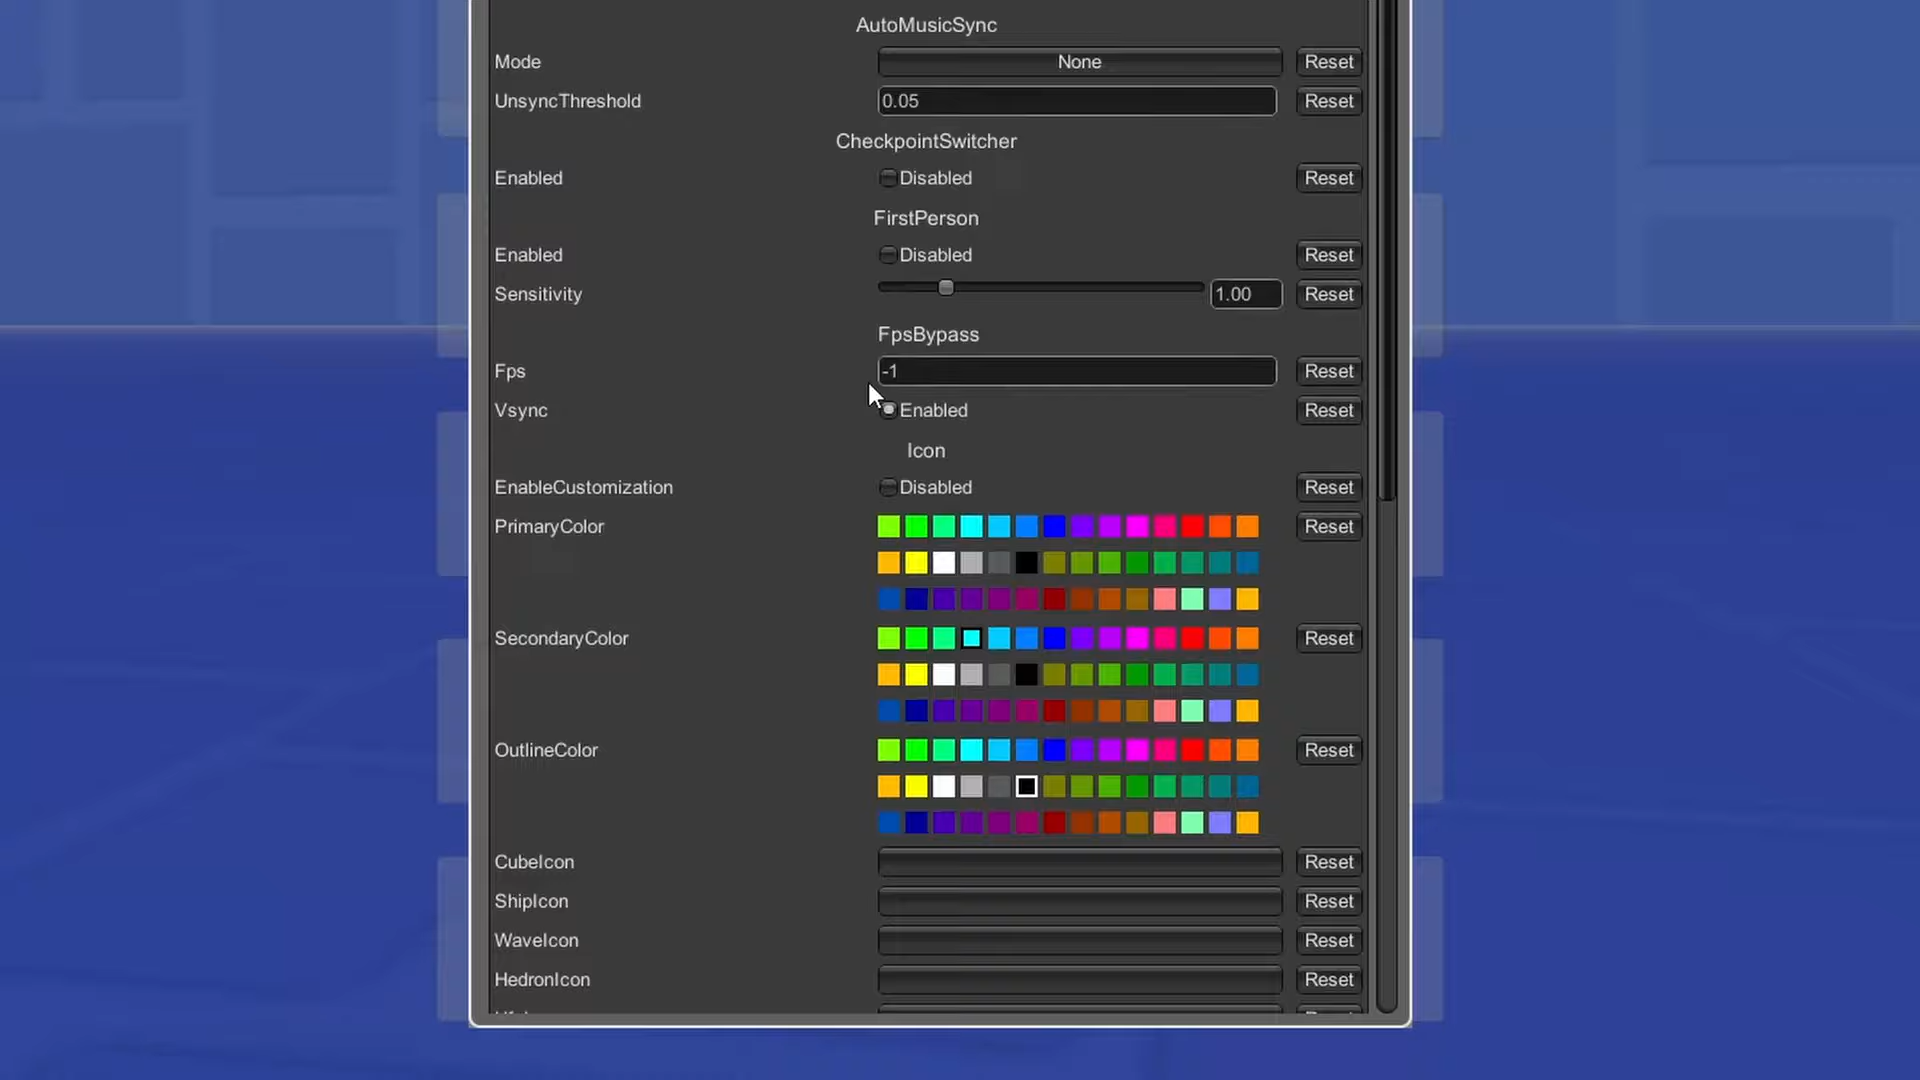 AutoMusicSync
Mode None Reset
UnsyncThreshold 0.05 Reset
CheckpointSwitcher
Enabled Disabled Reset
FirstPerson
Enabled Disabled Reset
Sensitivity 1.00 Reset
FpsBypass
Fps -1 Reset
Vsync Enabled Reset
Icon
EnableCustomization Disabled Reset
PrimaryColor Reset
SecondaryColor Reset
OutlineColor Reset
CubeIcon Reset
ShipIcon Reset
WaveIcon Reset
HedronIcon Reset